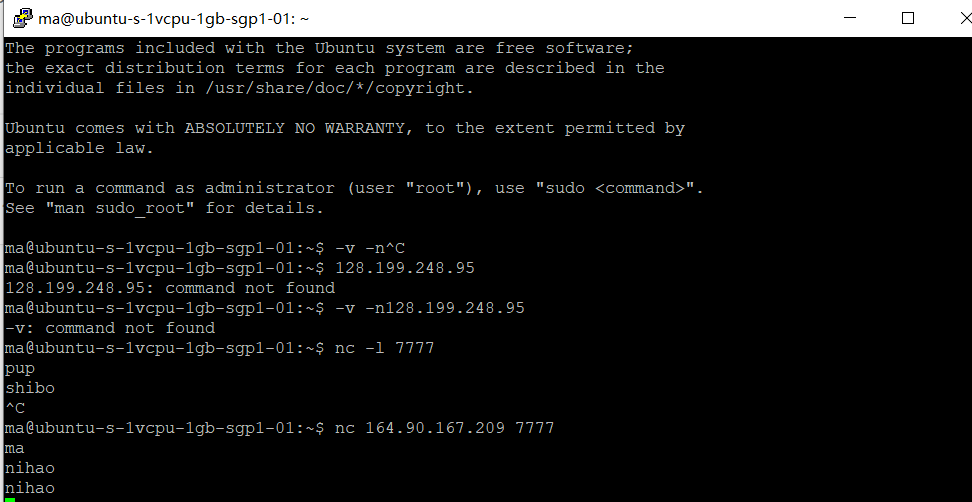 ma@ubuntu-s-1vcpu-1gb-sgp1-01: ~
The programs included with the Ubuntu system are free software;
the exact distribution terms for each program are described in the
individual files in /usr/share/doc/*/copyright.
Ubuntu comes with ABSOLUTELY NO WARRANTY, to the extent permitted by
applicable law.
To run a command as administrator (user "root"), use "sudo <command>".
See "man sudo_root" for details.
ma@ubuntu-s-1vcpu-1gb-sgp1-01:~$ -v -n^C
ma@ubuntu-s-1vcpu-1gb-sgp1-01:~$ 128.199.248.95
128.199.248.95: command not found
ma@ubuntu-s-1vcpu-1gb-sgp1-01:~$ -v -n128.199.248.95
-v: command not found
ma@ubuntu-s-1vcpu-1gb-sgp1-01:~$ nc -l 7777
pup
shibo
^C
ma@ubuntu-s-1vcpu-1gb-sgp1-01:~$ nc 164.90.167.209 7777
ma
nihao
nihao